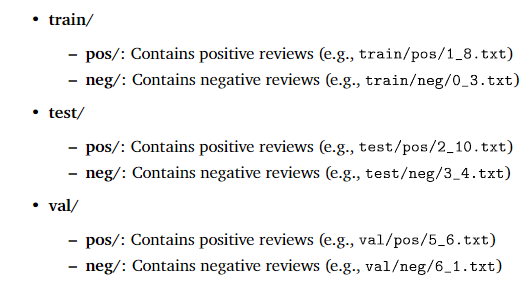 • train/
– pos/: Contains positive reviews (e.g., train/pos/1_8.txt)
– neg/: Contains negative reviews (e.g., train/neg/0_3.txt)
• test/
– pos/: Contains positive reviews (e.g., test/pos/2_10.txt)
– neg/: Contains negative reviews (e.g., test/neg/3_4.txt)
• val/
– pos/: Contains positive reviews (e.g., val/pos/5_6.txt)
– neg/: Contains negative reviews (e.g., val/neg/6_1.txt)